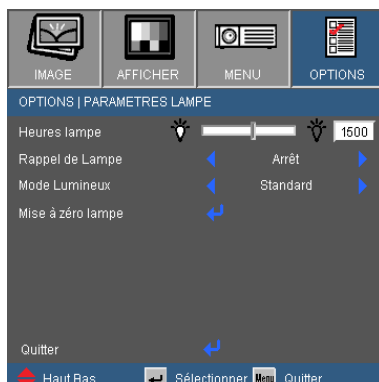 IMAGE AFFICHER MENU OPTIONS
OPTIONS | PARAMETRES LAMPE
Heures lampe 1500
Rappel de Lampe Arrêt
Mode Lumineux Standard
Mise à zéro lampe
Quitter
Haut Bas Sélectionner Menu Quitter